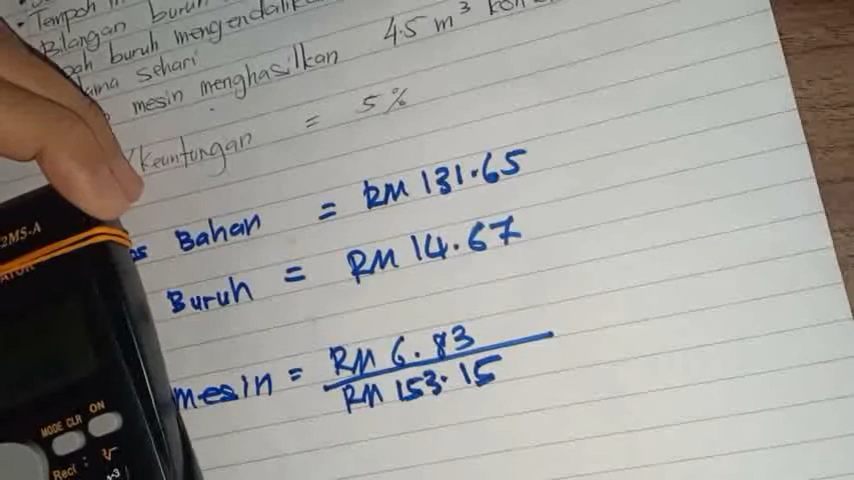 Tempoh
Bilangan buruh
buruh mengendalikan
sehari
mesin menghasilkan 4.5 m³
Keuntungan = 5%
Bahan = RM 131.65
Buruh = RM 14.67
mesin = RM 6.83
RM 153.15
2MS-A
MODE CLR ON